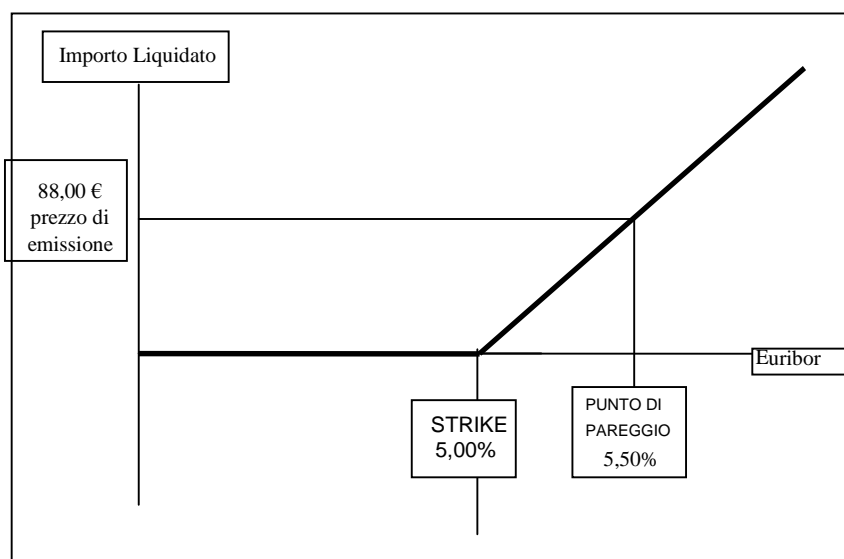 Importo Liquidato
88,00 €
prezzo di
emissione
Euribor
STRIKE
5,00%
PUNTO DI
PAREGGIO
5,50%